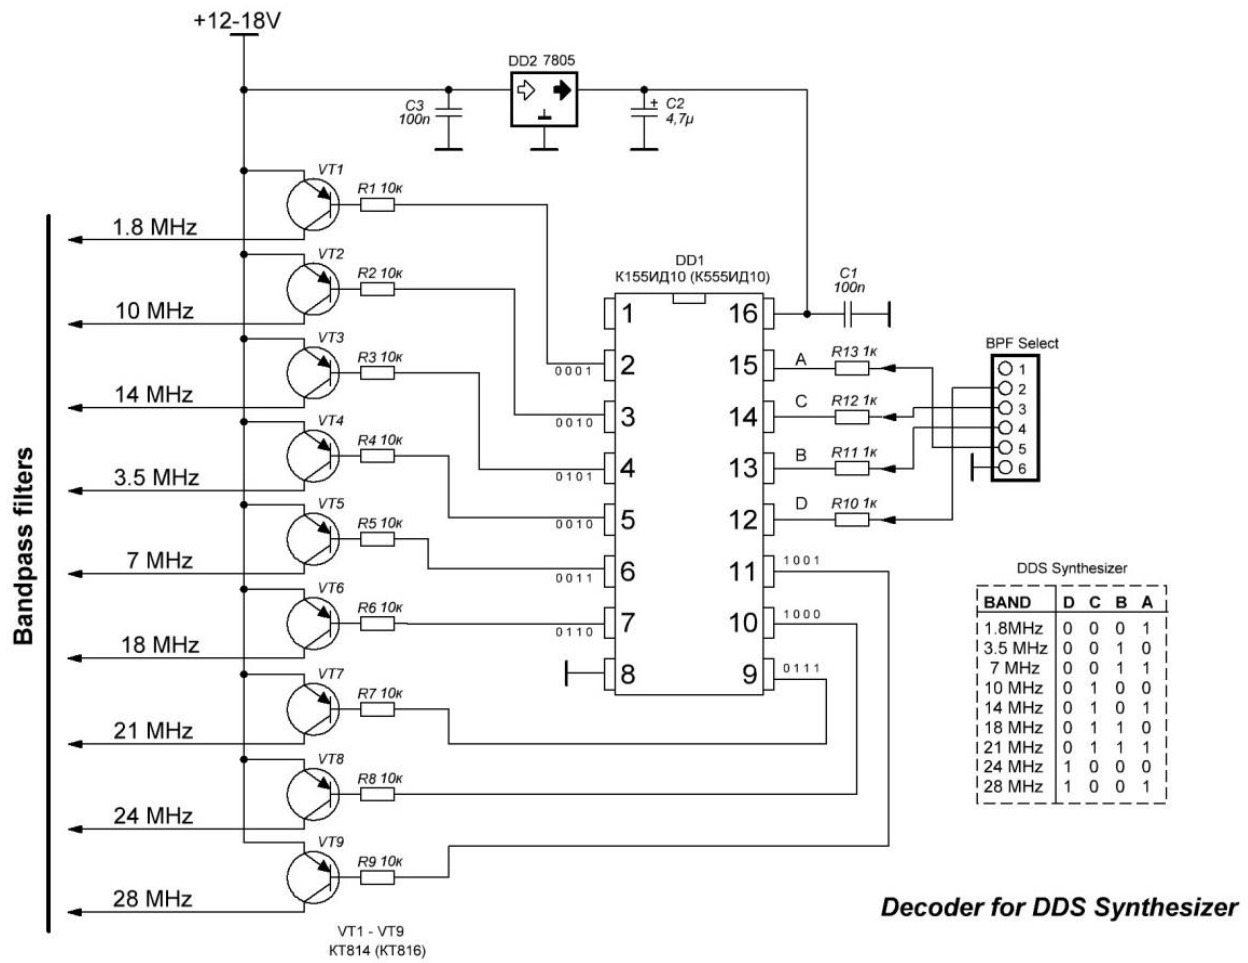 +12-18V
DD2 7805
C3
100n
+ C2
4,7µ
VT1
R1 10к
1.8 MHz
VT2
R2 10к
10 MHz
VT3
R3 10к
14 MHz
VT4
R4 10к
3.5 MHz
VT5
R5 10к
7 MHz
VT6
R6 10к
18 MHz
VT7
R7 10к
21 MHz
VT8
R8 10к
24 MHz
VT9
R9 10к
28 MHz
VT1 - VT9
КТ814 (КТ816)
Bandpass filters
DD1
К155ИД10 (К555ИД10)
1 16
2 15
3 14
4 13
5 12
6 11
7 10
8 9
0001
0010
0101
0010
0011
0110
1001
1000
0111
C1
100n
A R13 1к
C R12 1к
B R11 1к
D R10 1к
BPF Select
1
2
3
4
5
6
DDS Synthesizer
BAND D C B A
1.8MHz 0 0 0 1
3.5 MHz 0 0 1 0
7 MHz 0 0 1 1
10 MHz 0 1 0 0
14 MHz 0 1 0 1
18 MHz 0 1 1 0
21 MHz 0 1 1 1
24 MHz 1 0 0 0
28 MHz 1 0 0 1
Decoder for DDS Synthesizer